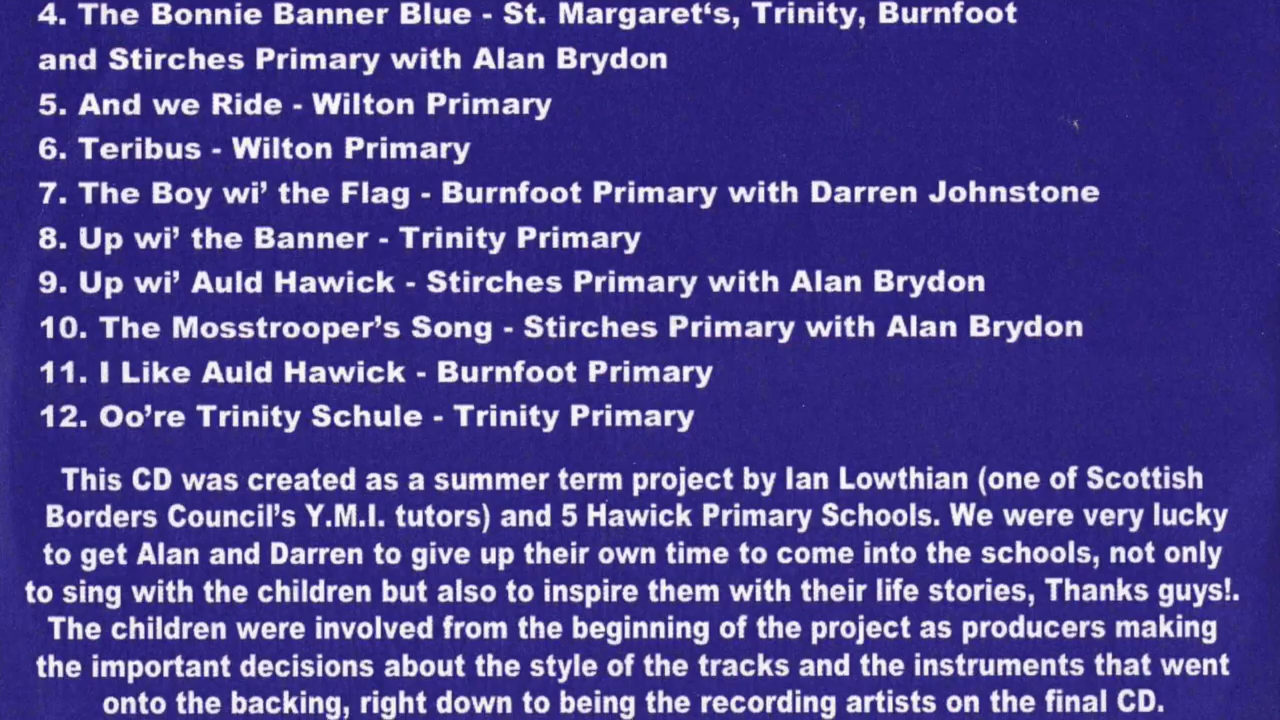 4. The Bonnie Banner Blue - St. Margaret‘s, Trinity, Burnfoot
and Stirches Primary with Alan Brydon
5. And we Ride - Wilton Primary
6. Teribus - Wilton Primary
7. The Boy wi’ the Flag - Burnfoot Primary with Darren Johnstone
8. Up wi’ the Banner - Trinity Primary
9. Up wi’ Auld Hawick - Stirches Primary with Alan Brydon
10. The Mosstrooper’s Song - Stirches Primary with Alan Brydon
11. I Like Auld Hawick - Burnfoot Primary
12. Oo’re Trinity Schule - Trinity Primary
This CD was created as a summer term project by Ian Lowthian (one of Scottish
Borders Council’s Y.M.I. tutors) and 5 Hawick Primary Schools. We were very lucky
to get Alan and Darren to give up their own time to come into the schools, not only
to sing with the children but also to inspire them with their life stories, Thanks guys!.
The children were involved from the beginning of the project as producers making
the important decisions about the style of the tracks and the instruments that went
onto the backing, right down to being the recording artists on the final CD.